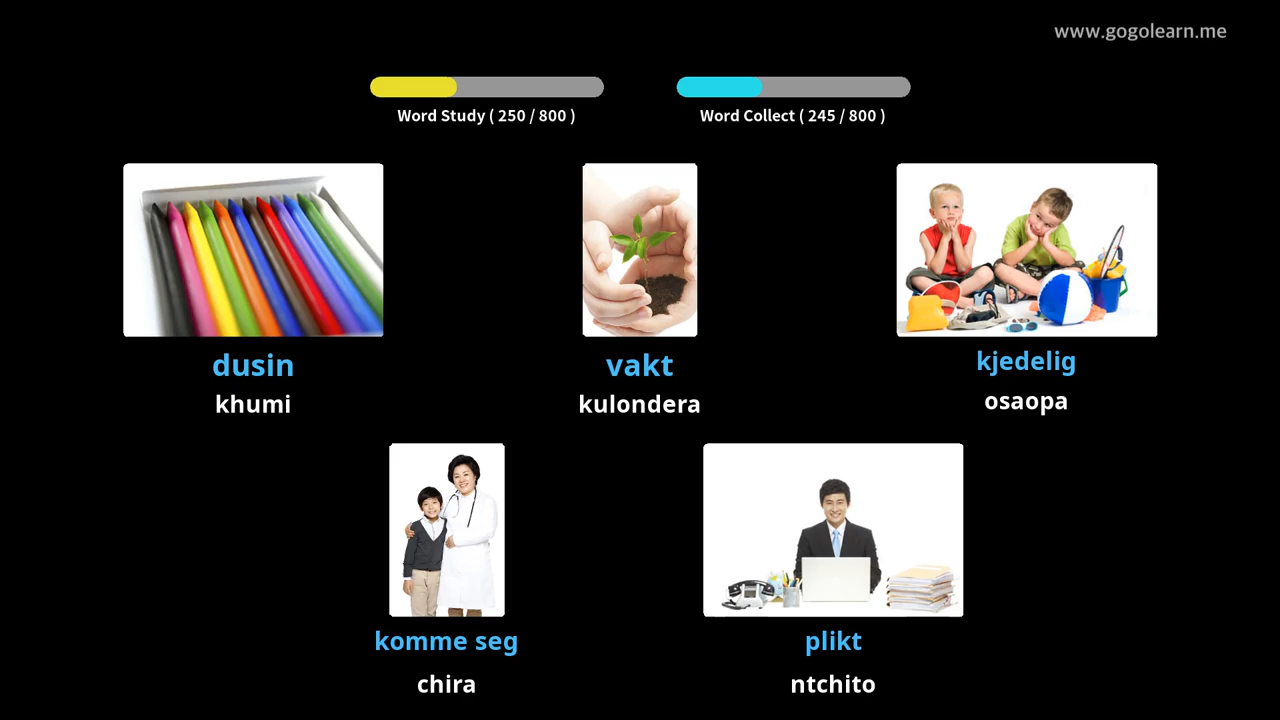 www.gogolearn.me
Word Study ( 250 / 800 )
Word Collect ( 245 / 800 )
dusin
khumi
vakt
kulondera
kjedelig
osaopa
komme seg
chira
plikt
ntchito